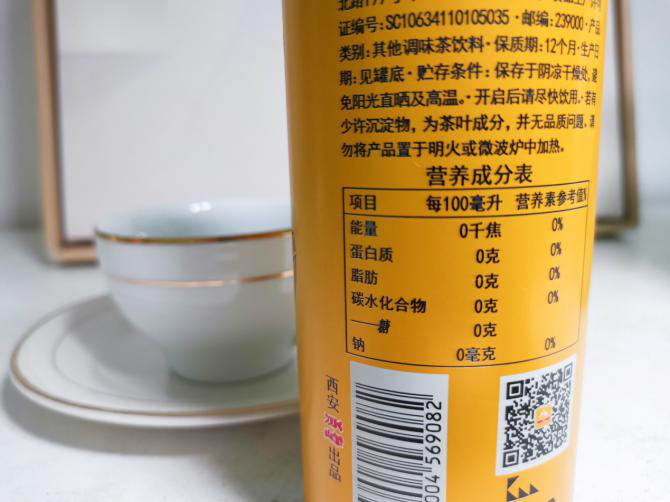 证编号:SC10634110105035·邮编:239000·产品
类别:其他调味茶饮料·保质期:12个月·生产日
期:见罐底·贮存条件:保存于阴凉干燥处,避
免阳光直晒及高温。·开启后请尽快饮用。·若有
少许沉淀物,为茶叶成分,并无品质问题。请
勿将产品置于明火或微波炉中加热。
营养成分表
项目 每100毫升 营养素参考值%
能量 0千焦 0%
蛋白质 0克 0%
脂肪 0克 0%
碳水化合物 0克 0%
——糖 0克
钠 0毫克 0%
西安冰峰出品
004 569082